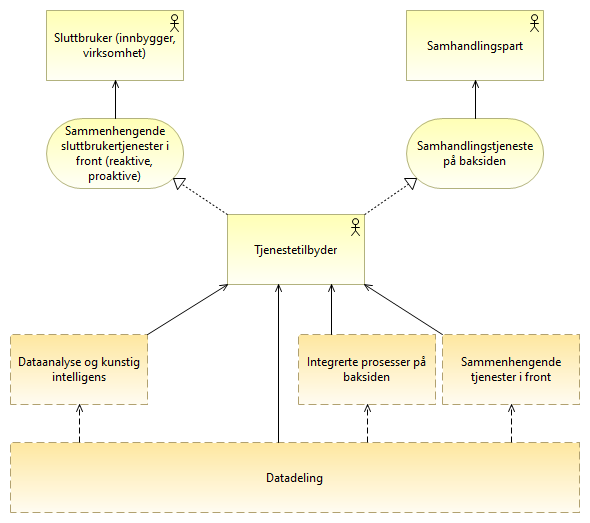 Sluttbruker (innbygger,
virksomhet)
Samhandlingspart
Sammenhengende
sluttbrukertjenester i
front (reaktive,
proaktive)
Samhandlingstjeneste
på baksiden
Tjenestetilbyder
Dataanalyse og kunstig
intelligens
Integrerte prosesser på
baksiden
Sammenhengende
tjenester i front
Datadeling